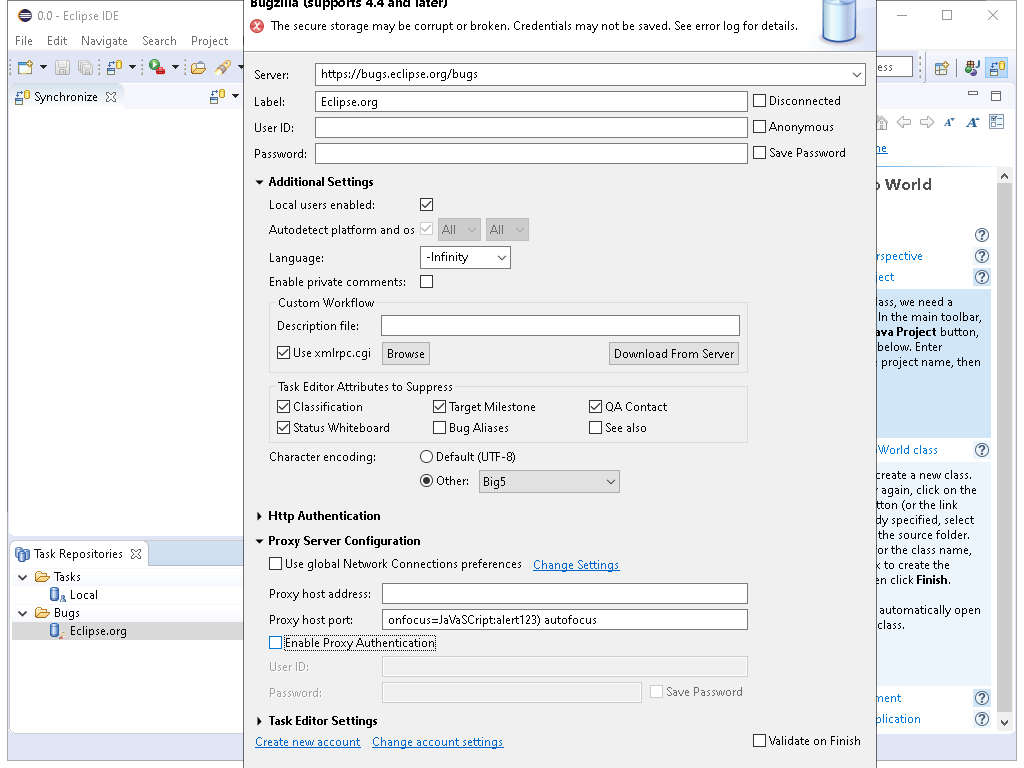 0.0 - Eclipse IDE
File Edit Navigate Search Project
Synchronize
Bugzilla (supports 4.4 and later)
The secure storage may be corrupt or broken. Credentials may not be saved. See error log for details.
Server: https://bugs.eclipse.org/bugs
Label: Eclipse.org Disconnected
User ID: Anonymous
Password: Save Password
Additional Settings
Local users enabled:
Autodetect platform and os All All
Language: -Infinity
Enable private comments:
Custom Workflow
Description file:
Use xmlrpc.cgi Browse Download From Server
Task Editor Attributes to Suppress
Classification Target Milestone QA Contact
Status Whiteboard Bug Aliases See also
Character encoding: Default (UTF-8)
Other: Big5
Http Authentication
Proxy Server Configuration
Use global Network Connections preferences Change Settings
Proxy host address:
Proxy host port: onfocus=JaVaSCript:alert123) autofocus
Enable Proxy Authentication
User ID:
Password: Save Password
Task Editor Settings
Create new account Change account settings
Validate on Finish
Task Repositories
Tasks
Local
Bugs
Eclipse.org
ess
ne
o World
rspective
ect
lass, we need a
In the main toolbar,
ava Project button,
below. Enter
project name, then
World class
create a new class.
again, click on the
tton (or the link
dy specified, select
the source folder.
or the class name,
k to create the
en click Finish.
automatically open
class.
ment
plication